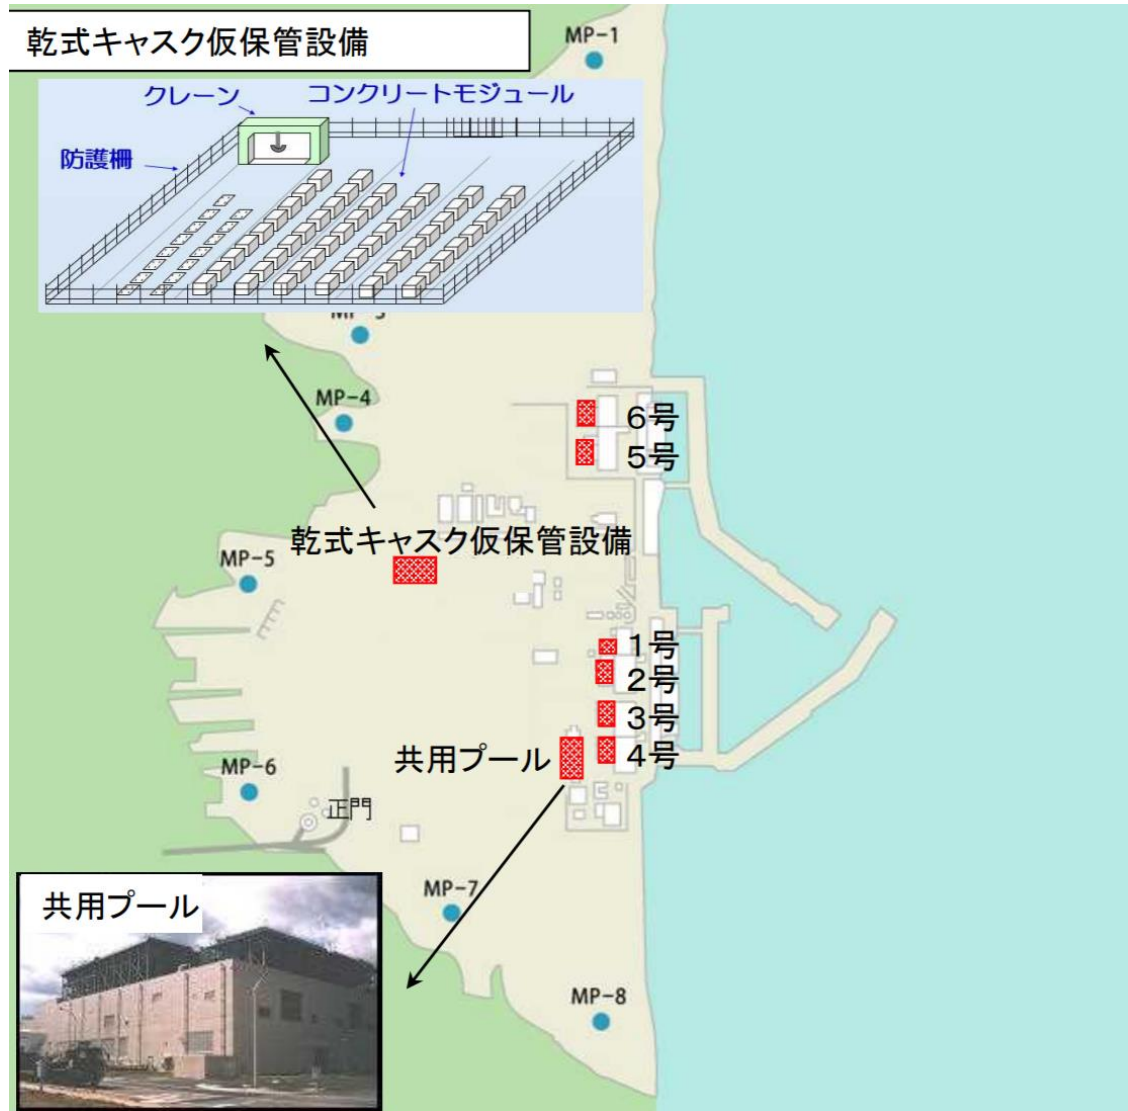 乾式キャスク仮保管設備
MP-1
クレーン
コンクリートモジュール
防護柵
MP-4
6号
5号
乾式キャスク仮保管設備
MP-5
1号
2号
3号
共用プール
4号
MP-6
正門
MP-7
共用プール
MP-8